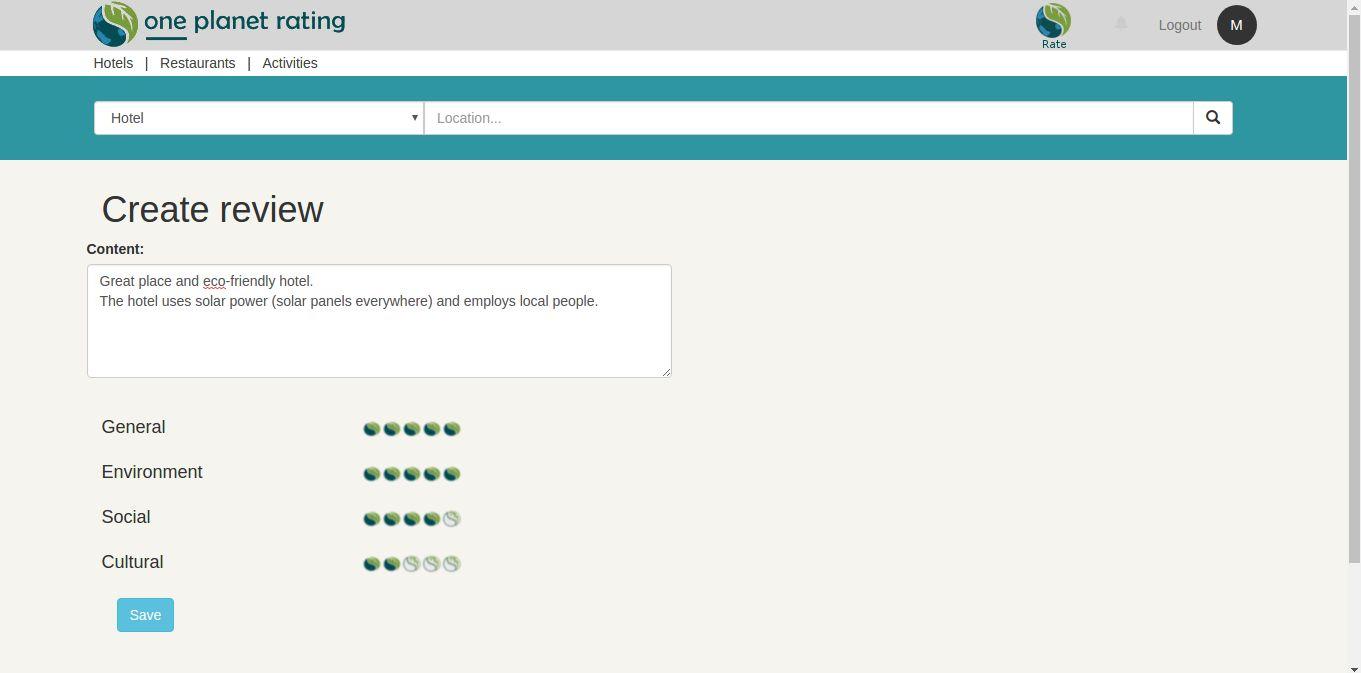 one planet rating
Rate
Logout
M
Hotels | Restaurants | Activities
Hotel
Location...
Create review
Content:
Great place and eco-friendly hotel.
The hotel uses solar power (solar panels everywhere) and employs local people.
General
Environment
Social
Cultural
Save